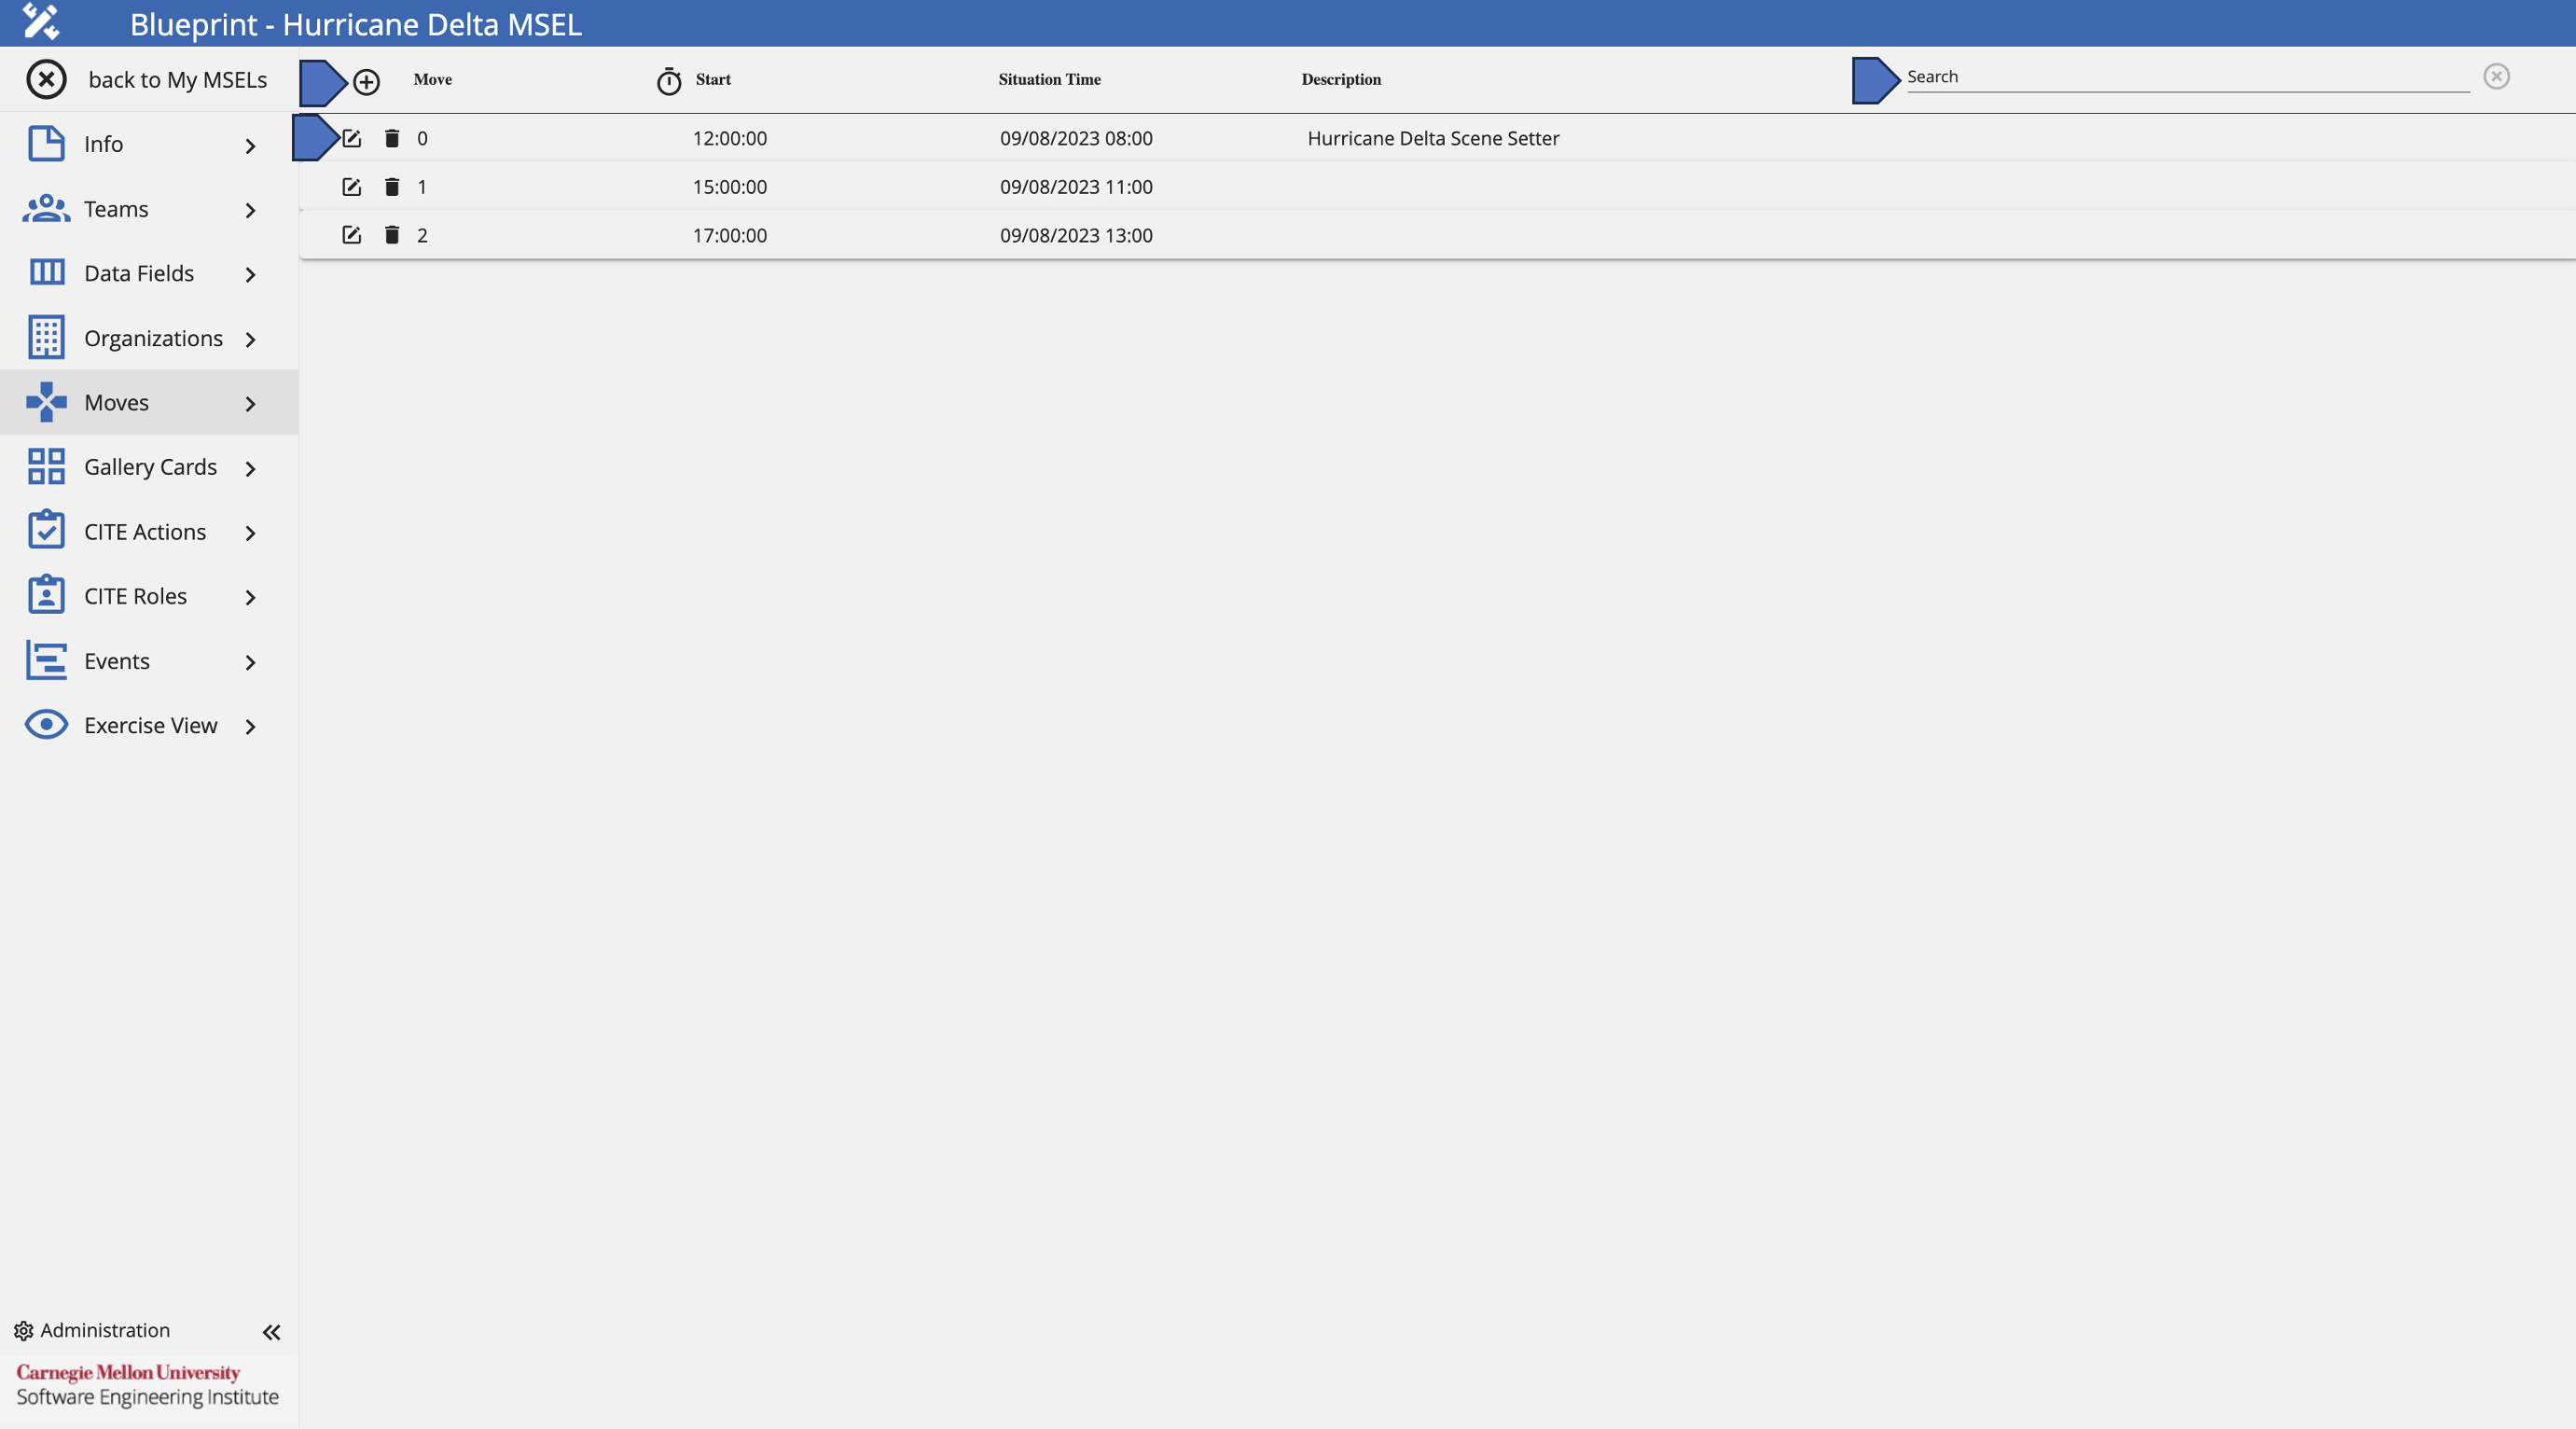 Blueprint - Hurricane Delta MSEL
back to My MSELs
Move Start Situation Time Description Search
0 12:00:00 09/08/2023 08:00 Hurricane Delta Scene Setter
1 15:00:00 09/08/2023 11:00
2 17:00:00 09/08/2023 13:00
Info
Teams
Data Fields
Organizations
Moves
Gallery Cards
CITE Actions
CITE Roles
Events
Exercise View
Administration
Carnegie Mellon University
Software Engineering Institute